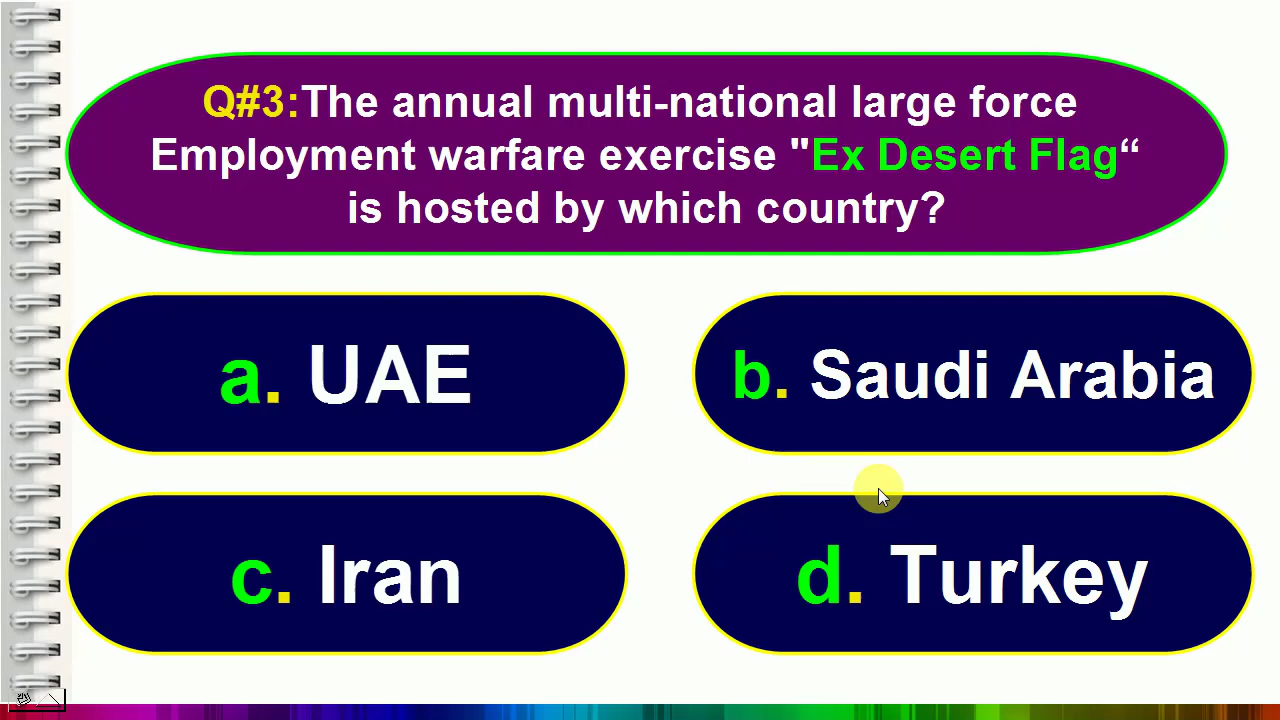 Q#3:The annual multi-national large force
Employment warfare exercise "Ex Desert Flag“
is hosted by which country?
a. UAE
b. Saudi Arabia
c. Iran
d. Turkey